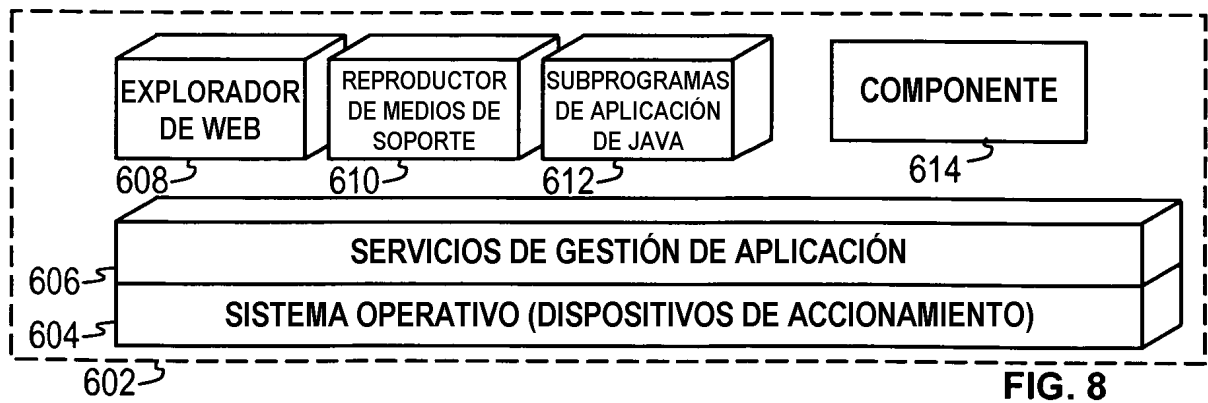 EXPLORADOR
DE WEB
REPRODUCTOR
DE MEDIOS DE
SOPORTE
SUBPROGRAMAS
DE APLICACIÓN
DE JAVA
COMPONENTE
608
610
612
614
SERVICIOS DE GESTIÓN DE APLICACIÓN
606
SISTEMA OPERATIVO (DISPOSITIVOS DE ACCIONAMIENTO)
604
602
FIG. 8